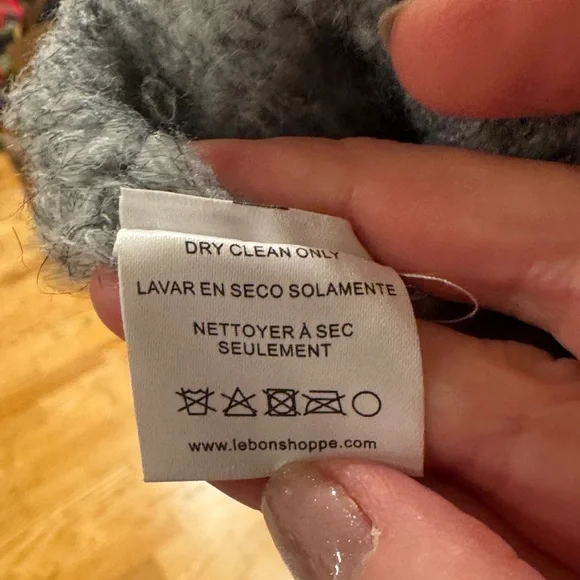 DRY CLEAN ONLY
LAVAR EN SECO SOLAMENTE
NETTOYER À SEC
SEULEMENT
www.lebonshoppe.com